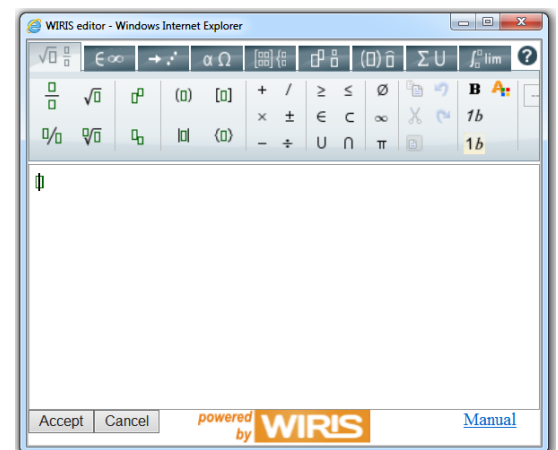 WIRIS editor - Windows Internet Explorer
√▯ ▯/▯ ∈∞ → ⋰ α Ω [▯▯]{▯ ▯▯ (▯) ▯̂ Σ U ∫ lim ?
▯/▯ √▯ ▯▯ (▯) [▯] + / ≥ ≤ Ø B A
× ± ∈ ⊂ ∞ 1b
▯/▯ ▯√▯ ▯▯ |▯| ⟨▯⟩ − ÷ ∪ ∩ π 1b
Accept Cancel powered by WIRIS Manual